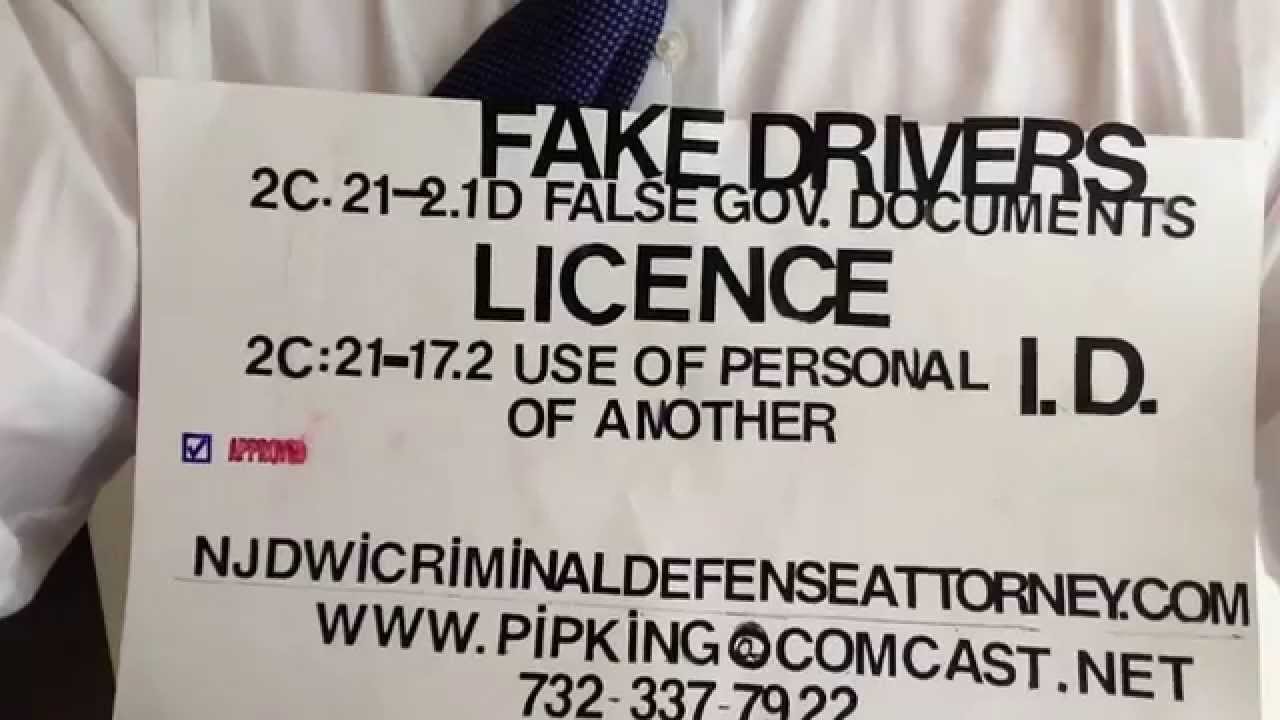 FAKE DRIVERS
2C. 21-2.1D FALSE GOV. DOCUMENTS
LICENCE
2C:21-17.2 USE OF PERSONAL I.D.
OF ANOTHER
APPROVED
NJDWiCRiMiNALDEFENSEATTORNEY.COM
WWW.PiPKiNG@COMCAST.NET
732-337-7922